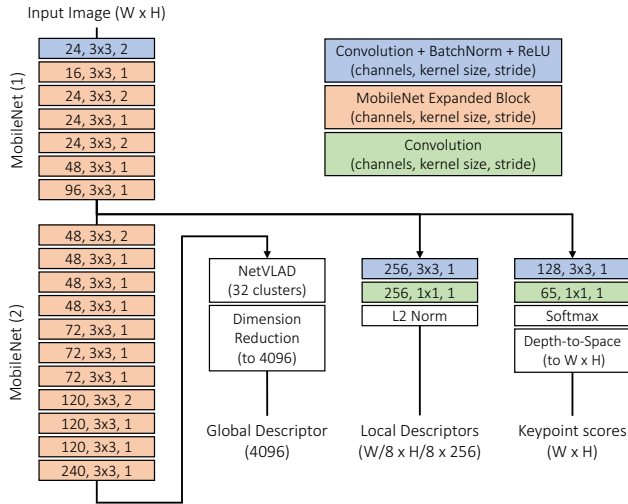 Input Image (W x H)
MobileNet (1)
24, 3x3, 2
16, 3x3, 1
24, 3x3, 2
24, 3x3, 1
24, 3x3, 2
48, 3x3, 1
96, 3x3, 1
Convolution + BatchNorm + ReLU
(channels, kernel size, stride)
MobileNet Expanded Block
(channels, kernel size, stride)
Convolution
(channels, kernel size, stride)
MobileNet (2)
48, 3x3, 2
48, 3x3, 1
48, 3x3, 1
48, 3x3, 1
72, 3x3, 1
72, 3x3, 1
72, 3x3, 1
120, 3x3, 2
120, 3x3, 1
120, 3x3, 1
240, 3x3, 1
NetVLAD
(32 clusters)
Dimension
Reduction
(to 4096)
Global Descriptor
(4096)
256, 3x3, 1
256, 1x1, 1
L2 Norm
Local Descriptors
(W/8 x H/8 x 256)
128, 3x3, 1
65, 1x1, 1
Softmax
Depth-to-Space
(to W x H)
Keypoint scores
(W x H)